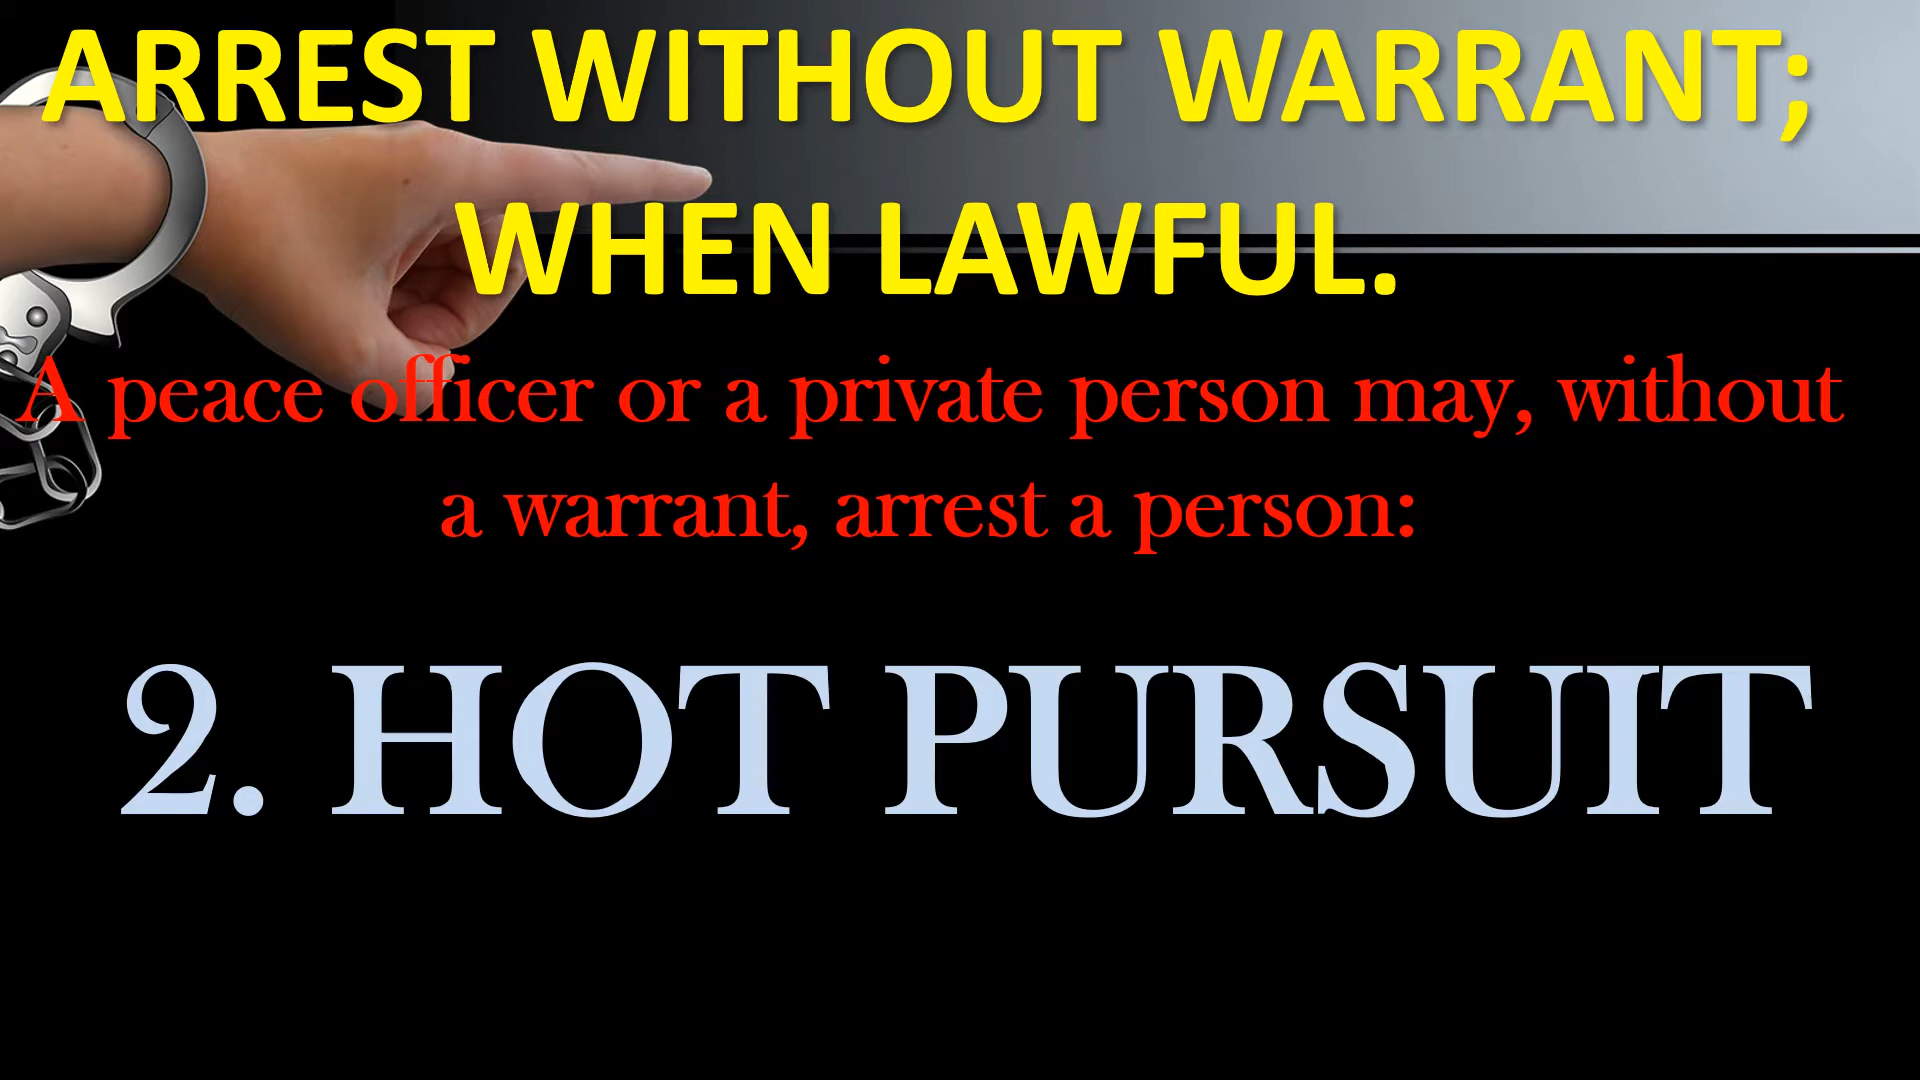 ARREST WITHOUT WARRANT;
WHEN LAWFUL.
A peace officer or a private person may, without
a warrant, arrest a person:
2. HOT PURSUIT